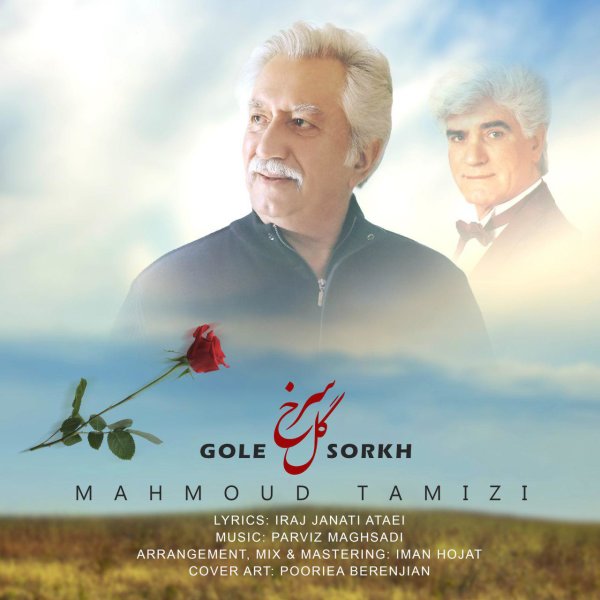 گل سرخ
GOLE SORKH
MAHMOUD TAMIZI
LYRICS: IRAJ JANATI ATAEI
MUSIC: PARVIZ MAGHSADI
ARRANGEMENT, MIX & MASTERING: IMAN HOJAT
COVER ART: POORIEA BERENJIAN